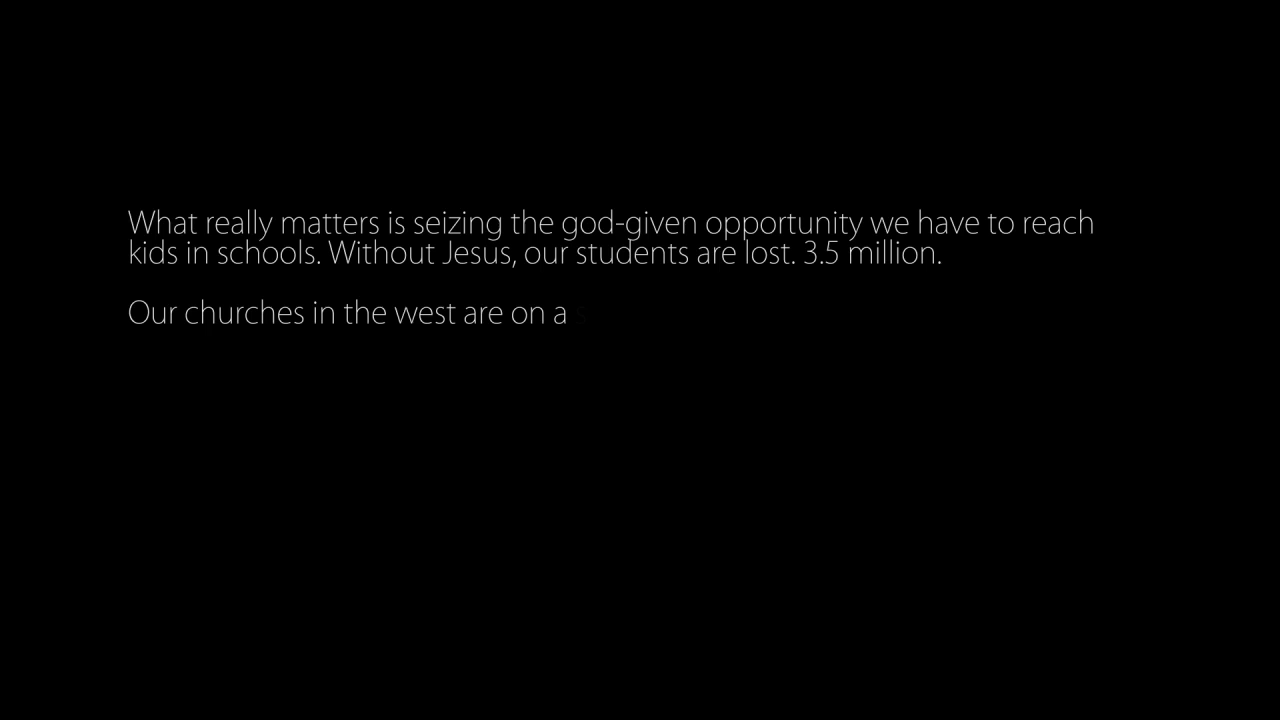 What really matters is seizing the god-given opportunity we have to reach
kids in schools. Without Jesus, our students are lost. 3.5 million.
Our churches in the west are on a